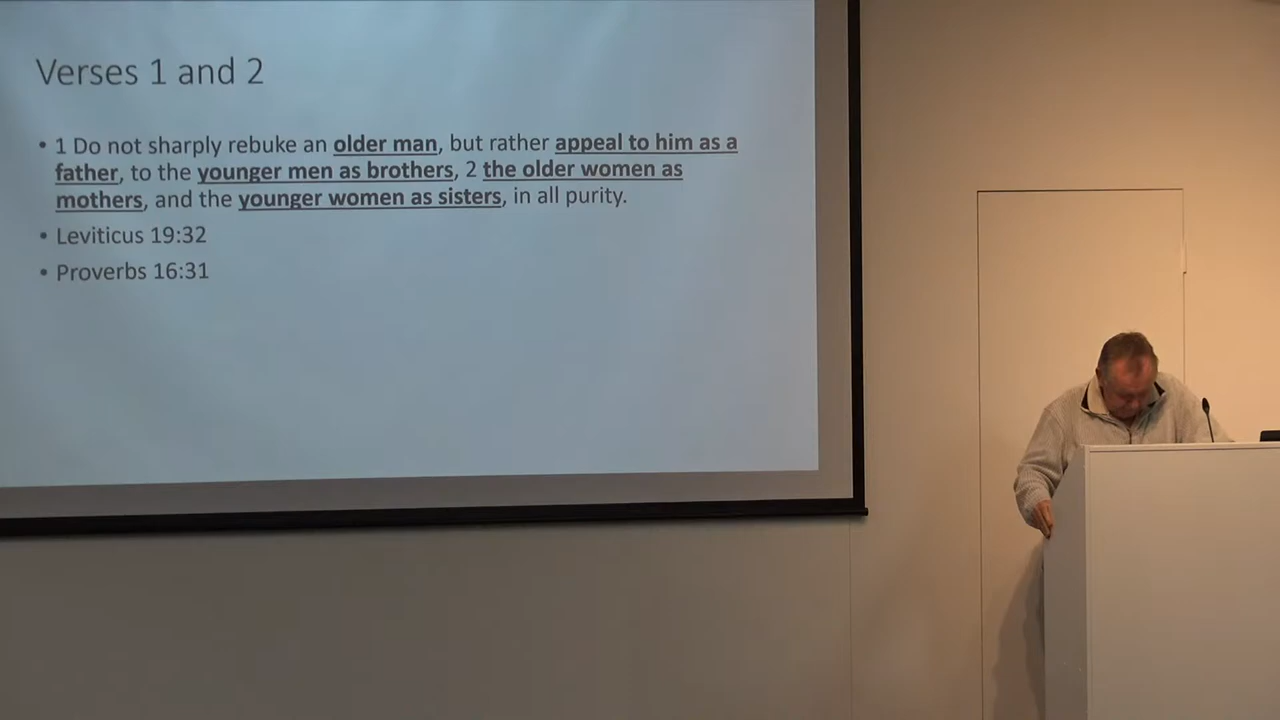 Verses 1 and 2
• 1 Do not sharply rebuke an older man, but rather appeal to him as a
father, to the younger men as brothers, 2 the older women as
mothers, and the younger women as sisters, in all purity.
• Leviticus 19:32
• Proverbs 16:31